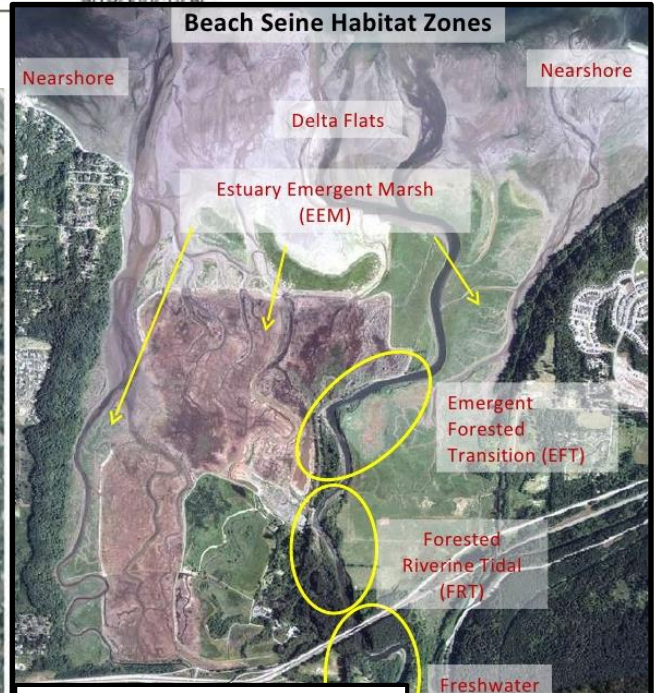 Beach Seine Habitat Zones
Nearshore
Nearshore
Delta Flats
Estuary Emergent Marsh
(EEM)
Emergent
Forested
Transition (EFT)
Forested
Riverine Tidal
(FRT)
Freshwater